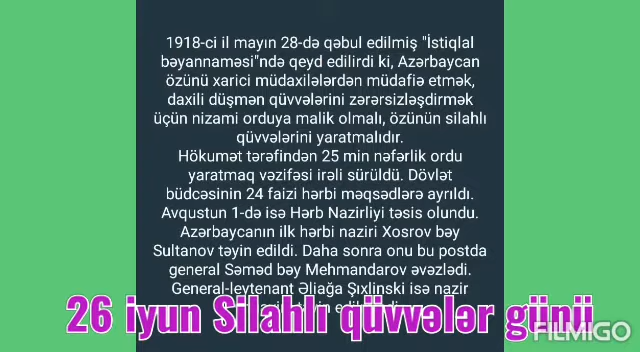 1918-ci il mayın 28-də qəbul edilmiş "İstiqlal
bəyannaməsi"ndə qeyd edilirdi ki, Azərbaycan
özünü xarici müdaxilələrdən müdafiə etmək,
daxili düşmən qüvvələrini zərərsizləşdirmək
üçün nizami orduya malik olmalı, özünün silahlı
qüvvələrini yaratmalıdır.
Hökumət tərəfindən 25 min nəfərlik ordu
yaratmaq vəzifəsi irəli sürüldü. Dövlət
büdcəsinin 24 faizi hərbi məqsədlərə ayrıldı.
Avqustun 1-də isə Hərb Nazirliyi təsis olundu.
Azərbaycanın ilk hərbi naziri Xosrov bəy
Sultanov təyin edildi. Daha sonra onu bu postda
general Səməd bəy Mehmandarov əvəzlədi.
General-leytenant Əliağa Şıxlinski isə nazir
26 iyun Silahlı qüvvələr günü
FILMIGO